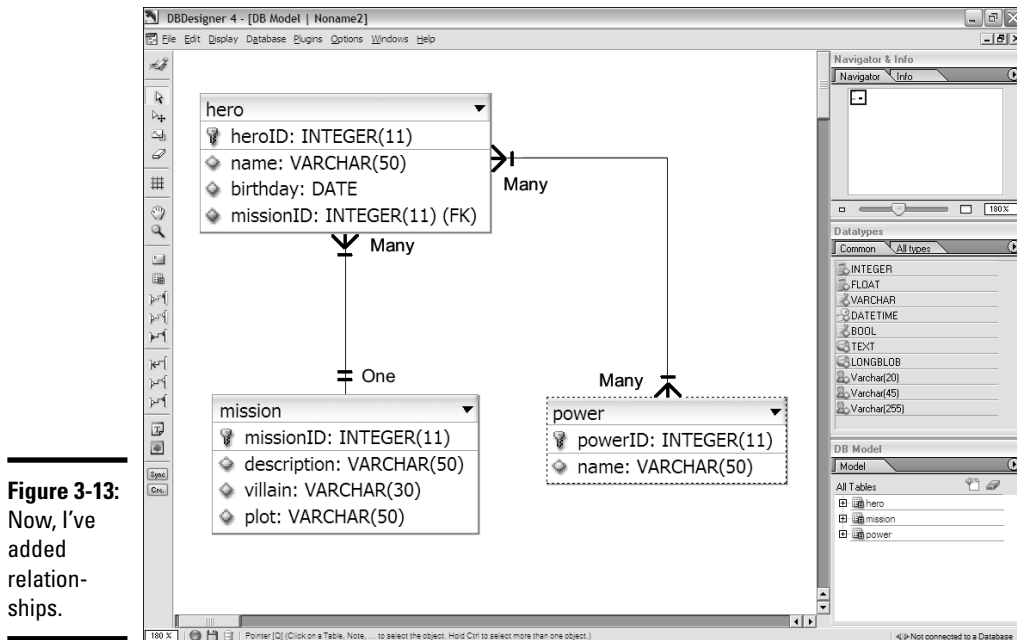 DBDesigner 4 - [DB Model | Noname2]
File Edit Display Database Plugins Options Windows Help
hero
heroID: INTEGER(11)
name: VARCHAR(50)
birthday: DATE
missionID: INTEGER(11) (FK)
Many
Many
One
Many
mission
missionID: INTEGER(11)
description: VARCHAR(50)
villain: VARCHAR(30)
plot: VARCHAR(50)
power
powerID: INTEGER(11)
name: VARCHAR(50)
Navigator & Info
Navigator Info
180%
Datatypes
Common All types
INTEGER
FLOAT
VARCHAR
DATETIME
BOOL
TEXT
LONGBLOB
Varchar(20)
Varchar(45)
Varchar(255)
DB Model
Model
All Tables
hero
mission
power
Sync
Cre.
180 % Pointer [Q] (Click on a Table, Note, ... to select the object. Hold Ctrl to select more than one object.) Not connected to a Database
Figure 3-13:
Now, I've
added
relation-
ships.